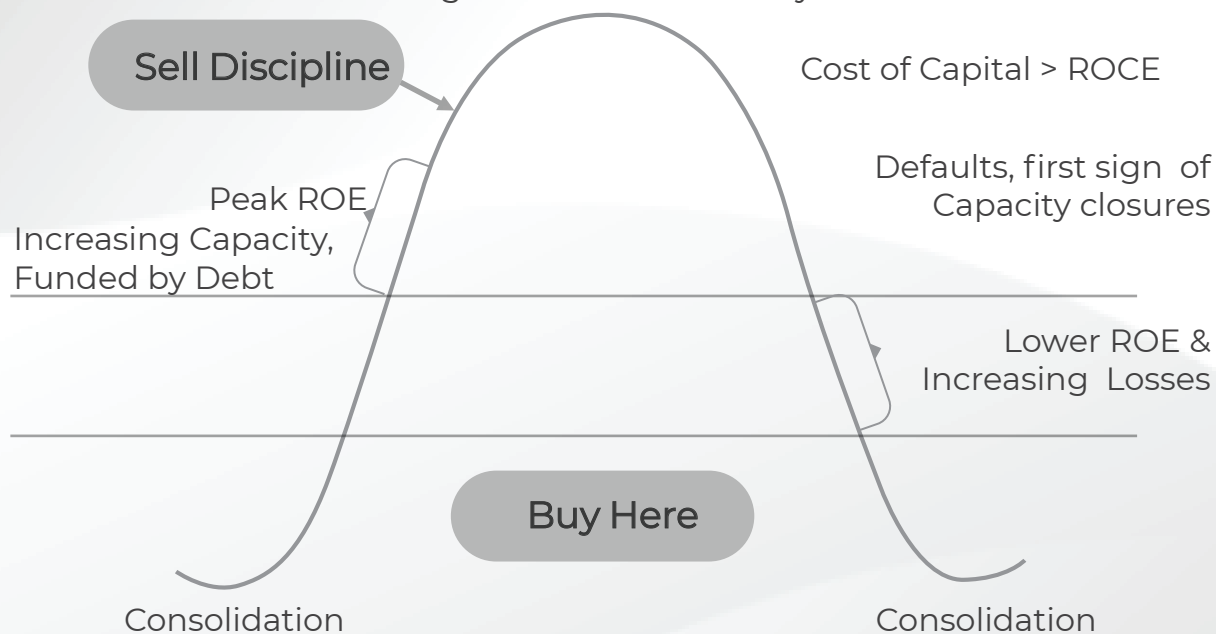 Sell Discipline
Cost of Capital > ROCE
Defaults, first sign of
Capacity closures
Peak ROE
Increasing Capacity,
Funded by Debt
Lower ROE &
Increasing Losses
Buy Here
Consolidation
Consolidation